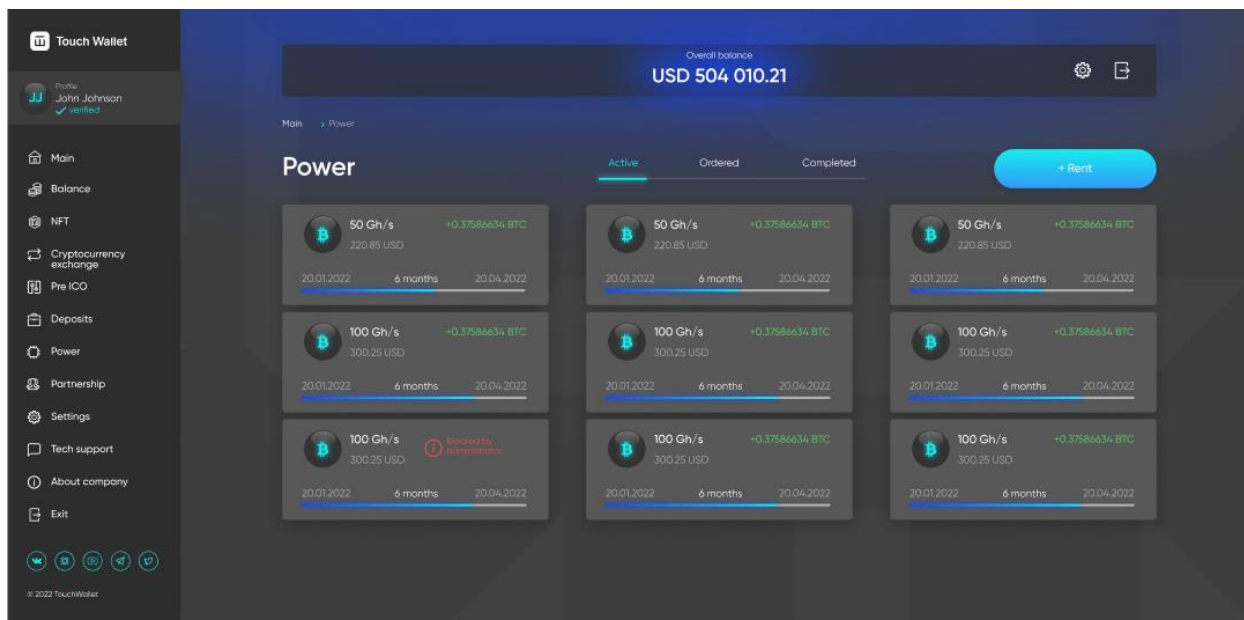 Touch Wallet
Profile
JJ
John Johnson
verified
Main
Balance
NFT
Cryptocurrency
exchange
Pre ICO
Deposits
Power
Partnership
Settings
Tech support
About company
Exit
© 2022 TouchWallet
Overall balance
USD 504 010.21
Main > Power
Power
Active Ordered Completed
+ Rent
50 Gh/s +0.37586634 BTC
220.85 USD
20.01.2022 6 months 20.04.2022
50 Gh/s +0.37586634 BTC
220.85 USD
20.01.2022 6 months 20.04.2022
50 Gh/s +0.37586634 BTC
220.85 USD
20.01.2022 6 months 20.04.2022
100 Gh/s +0.37586634 BTC
300.25 USD
20.01.2022 6 months 20.04.2022
100 Gh/s +0.37586634 BTC
300.25 USD
20.01.2022 6 months 20.04.2022
100 Gh/s +0.37586634 BTC
300.25 USD
20.01.2022 6 months 20.04.2022
100 Gh/s Blocked by
300.25 USD administrator
20.01.2022 6 months 20.04.2022
100 Gh/s +0.37586634 BTC
300.25 USD
20.01.2022 6 months 20.04.2022
100 Gh/s +0.37586634 BTC
300.25 USD
20.01.2022 6 months 20.04.2022